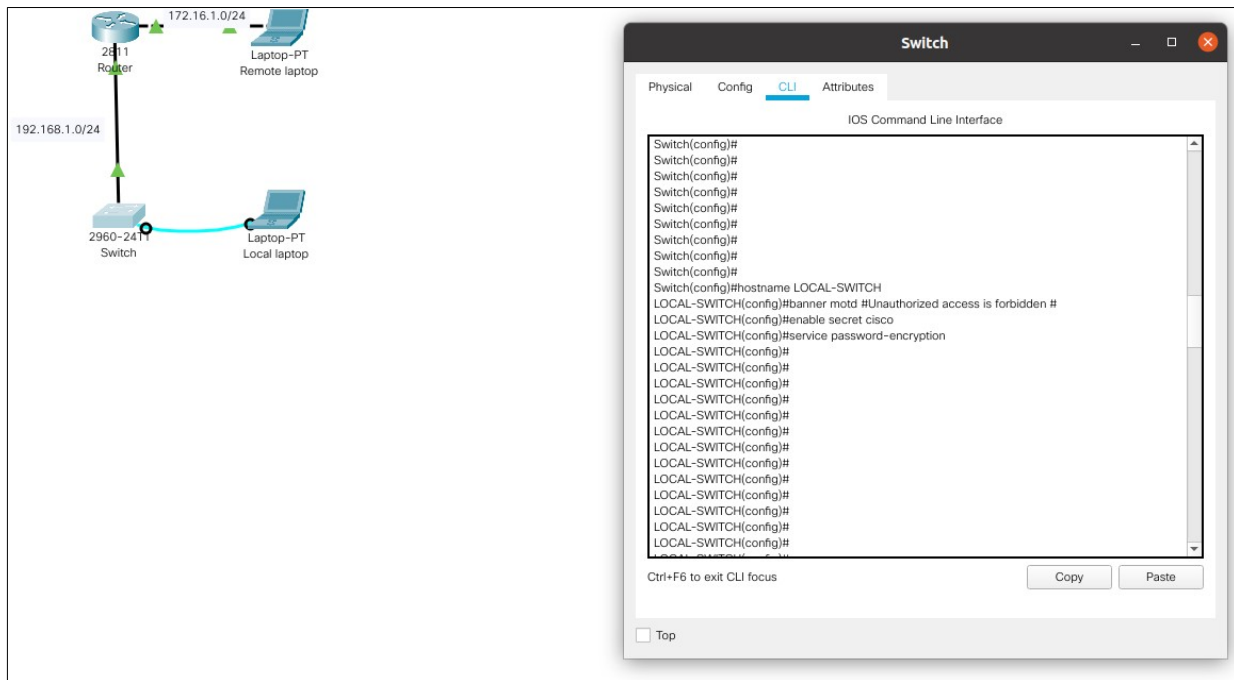 172.16.1.0/24
2811
Router
Laptop-PT
Remote laptop
192.168.1.0/24
2960-24TT
Switch
Laptop-PT
Local laptop
Switch
Physical Config CLI Attributes
IOS Command Line Interface
Switch(config)#
Switch(config)#
Switch(config)#
Switch(config)#
Switch(config)#
Switch(config)#
Switch(config)#
Switch(config)#
Switch(config)#
Switch(config)#hostname LOCAL-SWITCH
LOCAL-SWITCH(config)#banner motd #Unauthorized access is forbidden #
LOCAL-SWITCH(config)#enable secret cisco
LOCAL-SWITCH(config)#service password-encryption
LOCAL-SWITCH(config)#
LOCAL-SWITCH(config)#
LOCAL-SWITCH(config)#
LOCAL-SWITCH(config)#
LOCAL-SWITCH(config)#
LOCAL-SWITCH(config)#
LOCAL-SWITCH(config)#
LOCAL-SWITCH(config)#
LOCAL-SWITCH(config)#
LOCAL-SWITCH(config)#
LOCAL-SWITCH(config)#
LOCAL-SWITCH(config)#
LOCAL-SWITCH(config)#
Ctrl+F6 to exit CLI focus
Copy Paste
Top